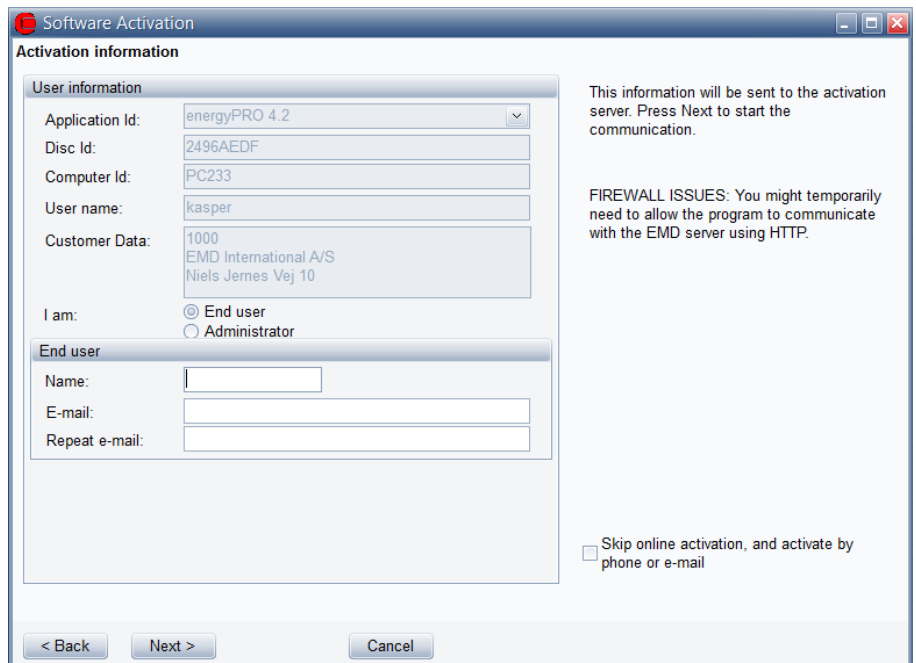 Software Activation
Activation information
User information
Application Id: energyPRO 4.2
Disc Id: 2496AEDF
Computer Id: PC233
User name: kasper
Customer Data: 1000
EMD International A/S
Niels Jernes Vej 10
I am: End user
Administrator
End user
Name:
E-mail:
Repeat e-mail:
This information will be sent to the activation
server. Press Next to start the
communication.
FIREWALL ISSUES: You might temporarily
need to allow the program to communicate
with the EMD server using HTTP.
Skip online activation, and activate by
phone or e-mail
< Back
Next >
Cancel